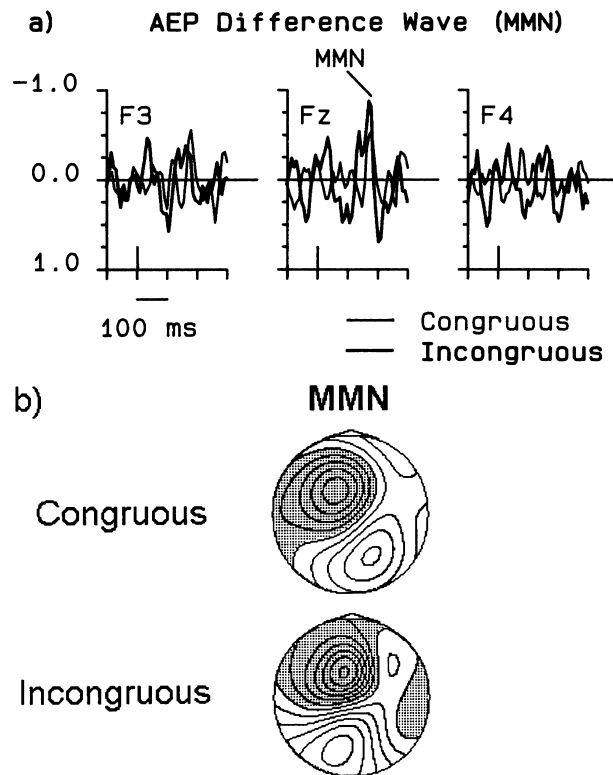 a) AEP Difference Wave (MMN)
MMN
-1.0
F3 Fz F4
0.0
1.0
100 ms
Congruous
Incongruous
b) MMN
Congruous
Incongruous